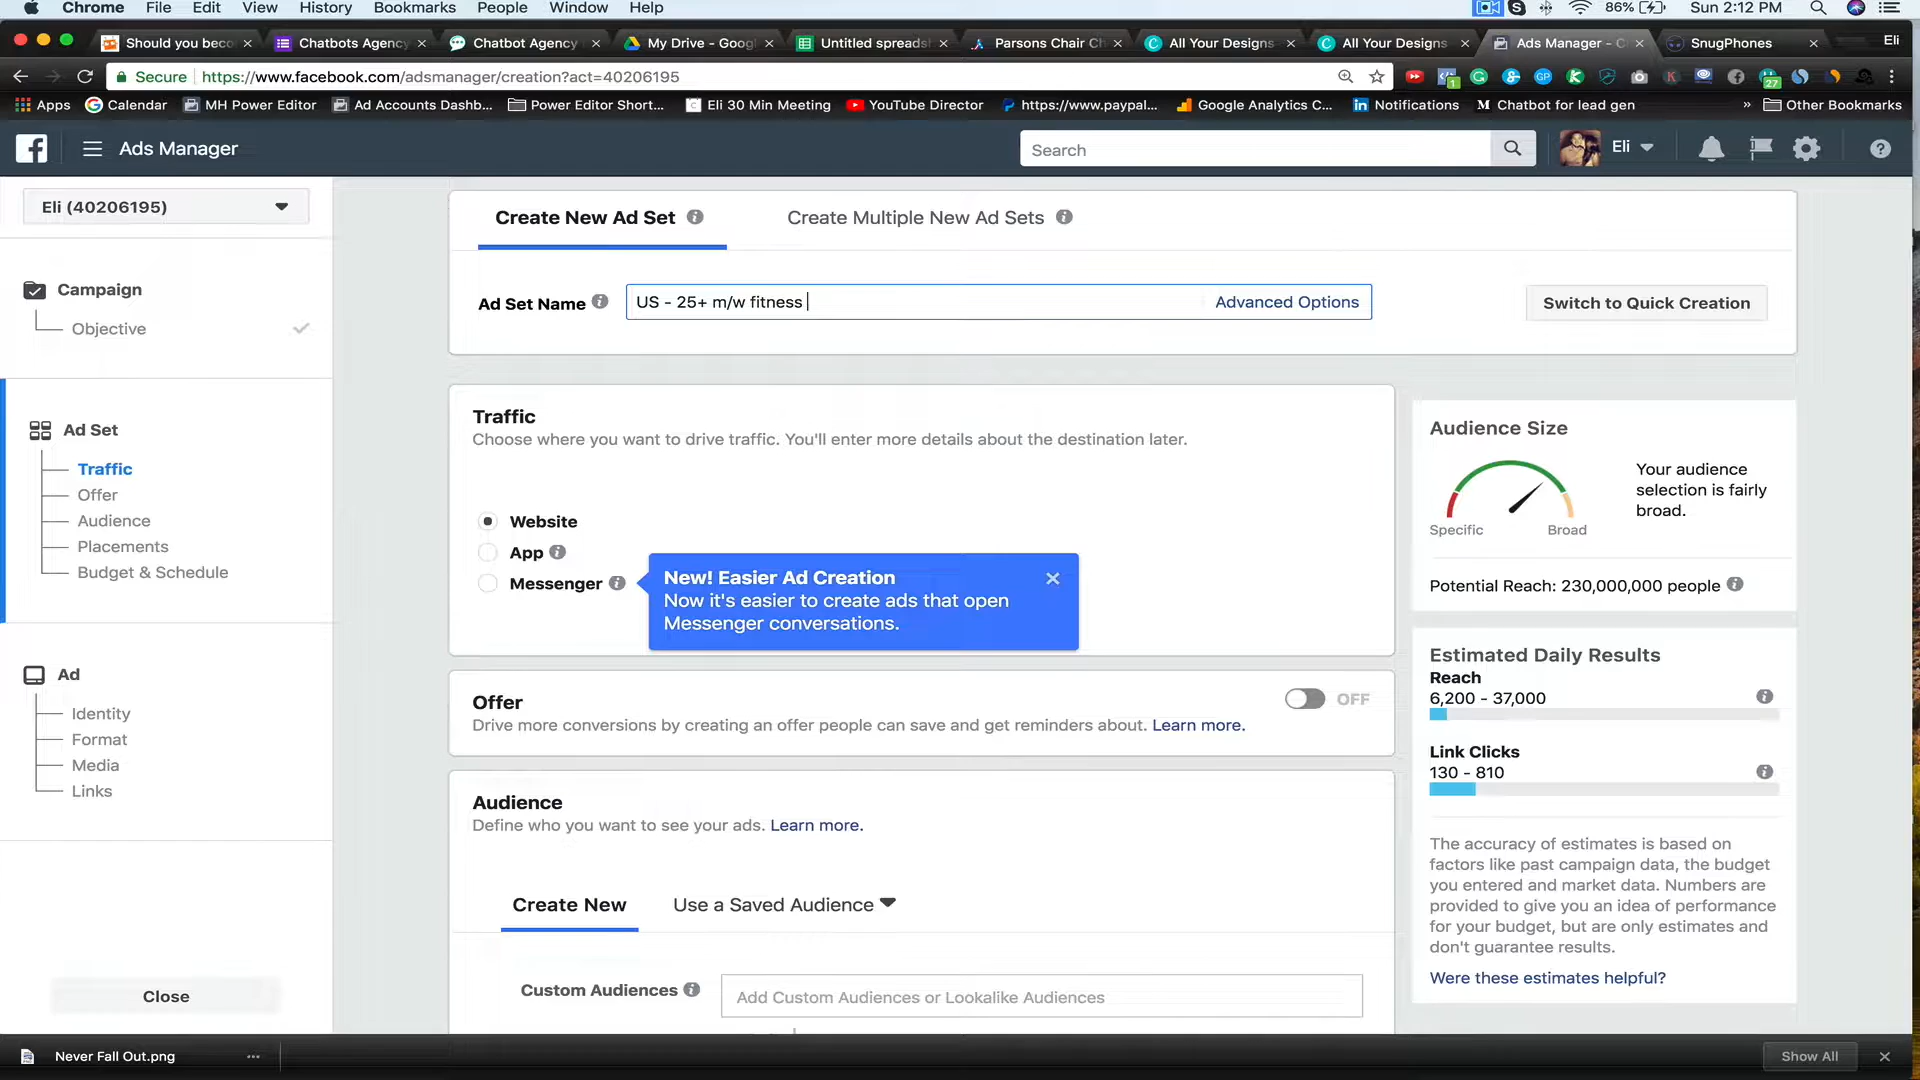 Chrome File Edit View History Bookmarks People Window Help 86% Sun 2:12 PM
Should you beco Chatbots Agency Chatbot Agency My Drive - Goog Untitled spreads Parsons Chair Ch All Your Designs All Your Designs Ads Manager - C SnugPhones Eli
Secure https://www.facebook.com/adsmanager/creation?act=40206195
Apps Calendar MH Power Editor Ad Accounts Dashb... Power Editor Short... Eli 30 Min Meeting YouTube Director https://www.paypal... Google Analytics C... Notifications Chatbot for lead gen » Other Bookmarks
Ads Manager Search Eli
Eli (40206195)
Campaign
Objective
Ad Set
Traffic
Offer
Audience
Placements
Budget & Schedule
Ad
Identity
Format
Media
Links
Close
Create New Ad Set Create Multiple New Ad Sets
Ad Set Name US - 25+ m/w fitness Advanced Options Switch to Quick Creation
Traffic
Choose where you want to drive traffic. You'll enter more details about the destination later.
Website
App
Messenger
New! Easier Ad Creation
Now it's easier to create ads that open
Messenger conversations.
Offer OFF
Drive more conversions by creating an offer people can save and get reminders about. Learn more.
Audience
Define who you want to see your ads. Learn more.
Create New Use a Saved Audience
Custom Audiences Add Custom Audiences or Lookalike Audiences
Audience Size
Your audience
selection is fairly
broad.
Specific Broad
Potential Reach: 230,000,000 people
Estimated Daily Results
Reach
6,200 - 37,000
Link Clicks
130 - 810
The accuracy of estimates is based on
factors like past campaign data, the budget
you entered and market data. Numbers are
provided to give you an idea of performance
for your budget, but are only estimates and
don't guarantee results.
Were these estimates helpful?
Never Fall Out.png Show All